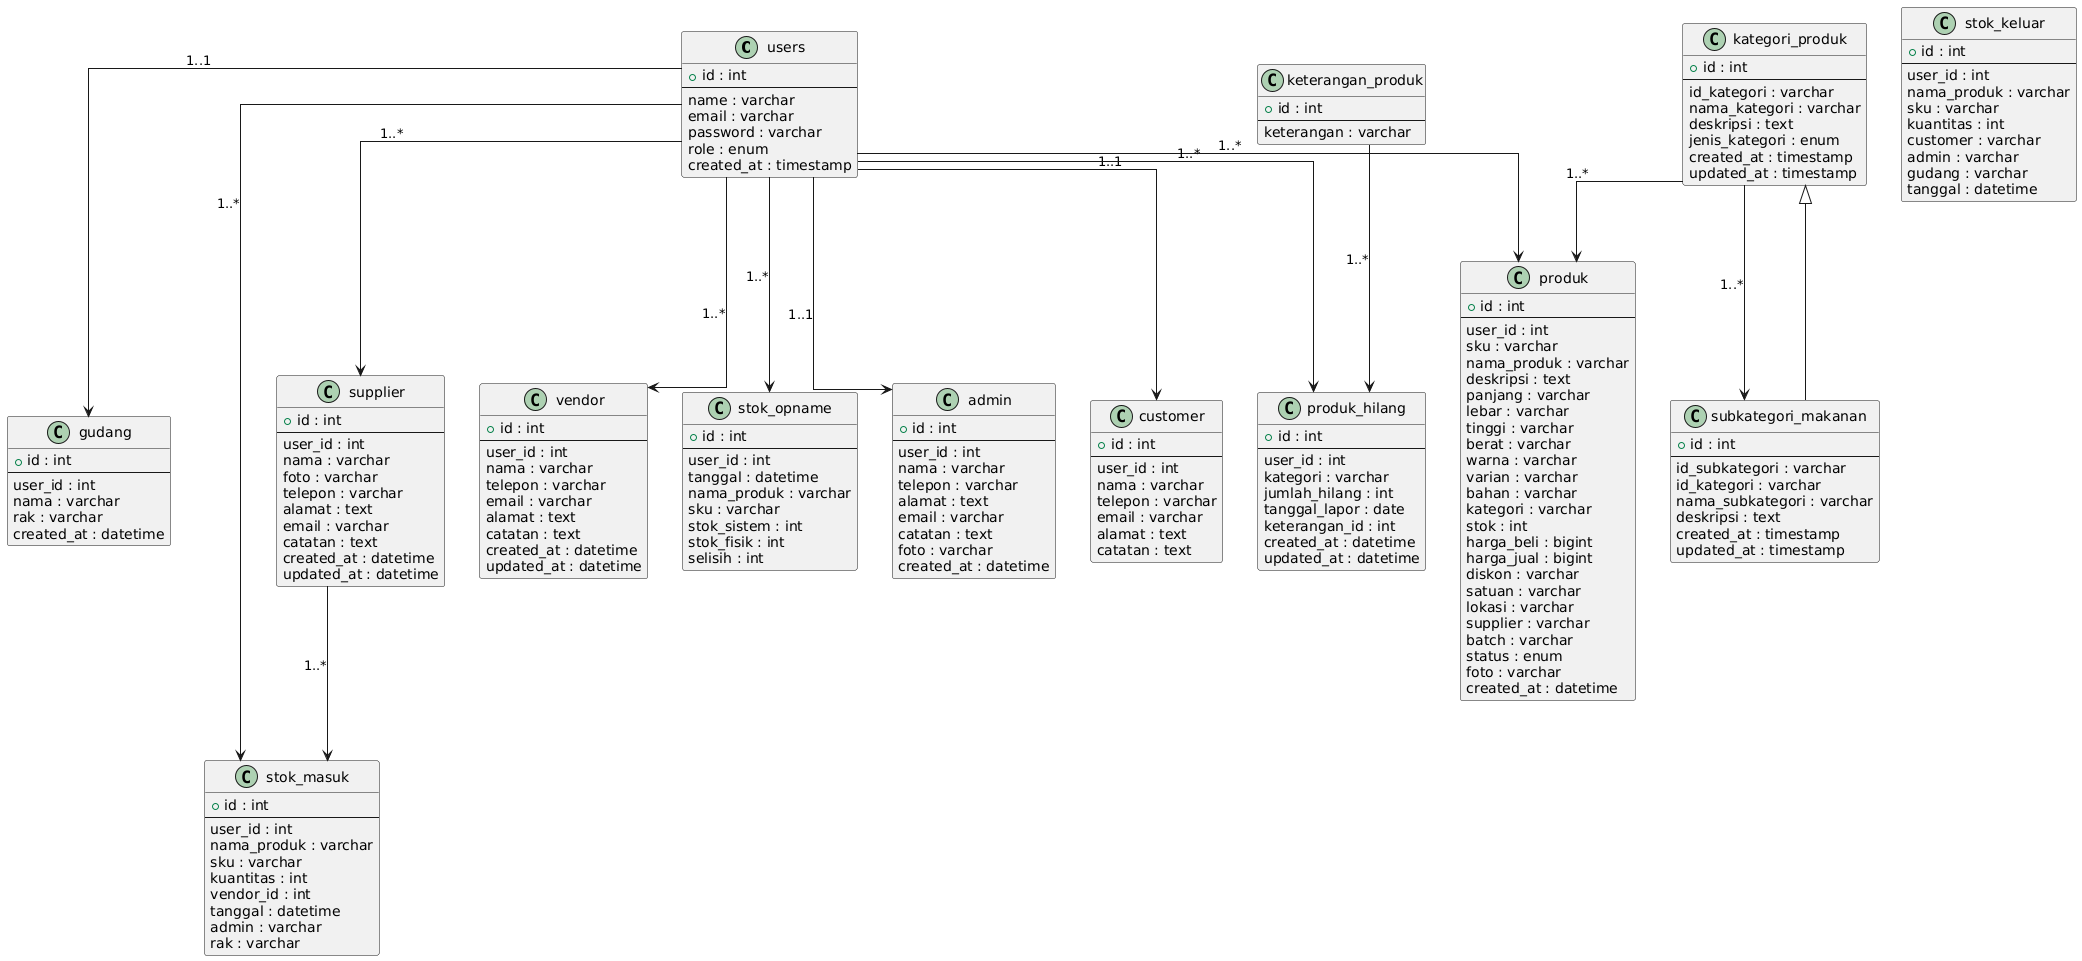 C users
+ id : int
name : varchar
email : varchar
password : varchar
role : enum
created_at : timestamp
C keterangan_produk
+ id : int
keterangan : varchar
C kategori_produk
+ id : int
id_kategori : varchar
nama_kategori : varchar
deskripsi : text
jenis_kategori : enum
created_at : timestamp
updated_at : timestamp
C stok_keluar
+ id : int
user_id : int
nama_produk : varchar
sku : varchar
kuantitas : int
customer : varchar
admin : varchar
gudang : varchar
tanggal : datetime
1..1
1..*
1..*
1..1
1..*
1..*
1..*
1..*
1..*
1..1
1..*
1..*
C gudang
+ id : int
user_id : int
nama : varchar
rak : varchar
created_at : datetime
C supplier
+ id : int
user_id : int
nama : varchar
foto : varchar
telepon : varchar
alamat : text
email : varchar
catatan : text
created_at : datetime
updated_at : datetime
C vendor
+ id : int
user_id : int
nama : varchar
telepon : varchar
email : varchar
alamat : text
catatan : text
created_at : datetime
updated_at : datetime
C stok_opname
+ id : int
user_id : int
tanggal : datetime
nama_produk : varchar
sku : varchar
stok_sistem : int
stok_fisik : int
selisih : int
C admin
+ id : int
user_id : int
nama : varchar
telepon : varchar
alamat : text
email : varchar
catatan : text
foto : varchar
created_at : datetime
C customer
+ id : int
user_id : int
nama : varchar
telepon : varchar
email : varchar
alamat : text
catatan : text
C produk_hilang
+ id : int
user_id : int
kategori : varchar
jumlah_hilang : int
tanggal_lapor : date
keterangan_id : int
created_at : datetime
updated_at : datetime
C produk
+ id : int
user_id : int
sku : varchar
nama_produk : varchar
deskripsi : text
panjang : varchar
lebar : varchar
tinggi : varchar
berat : varchar
warna : varchar
varian : varchar
bahan : varchar
kategori : varchar
stok : int
harga_beli : bigint
harga_jual : bigint
diskon : varchar
satuan : varchar
lokasi : varchar
supplier : varchar
batch : varchar
status : enum
foto : varchar
created_at : datetime
C subkategori_makanan
+ id : int
id_subkategori : varchar
id_kategori : varchar
nama_subkategori : varchar
deskripsi : text
created_at : timestamp
updated_at : timestamp
1..*
C stok_masuk
+ id : int
user_id : int
nama_produk : varchar
sku : varchar
kuantitas : int
vendor_id : int
tanggal : datetime
admin : varchar
rak : varchar